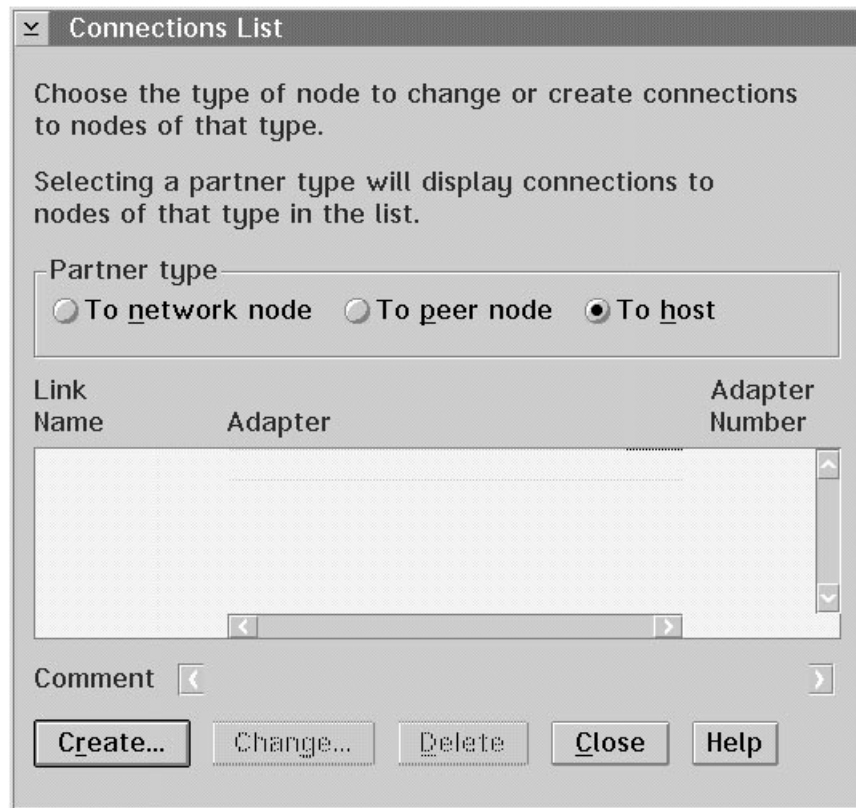 Connections List
Choose the type of node to change or create connections
to nodes of that type.
Selecting a partner type will display connections to
nodes of that type in the list.
Partner type
To network node To peer node To host
Link Adapter
Name Adapter Number
Comment
Create... Change... Delete Close Help